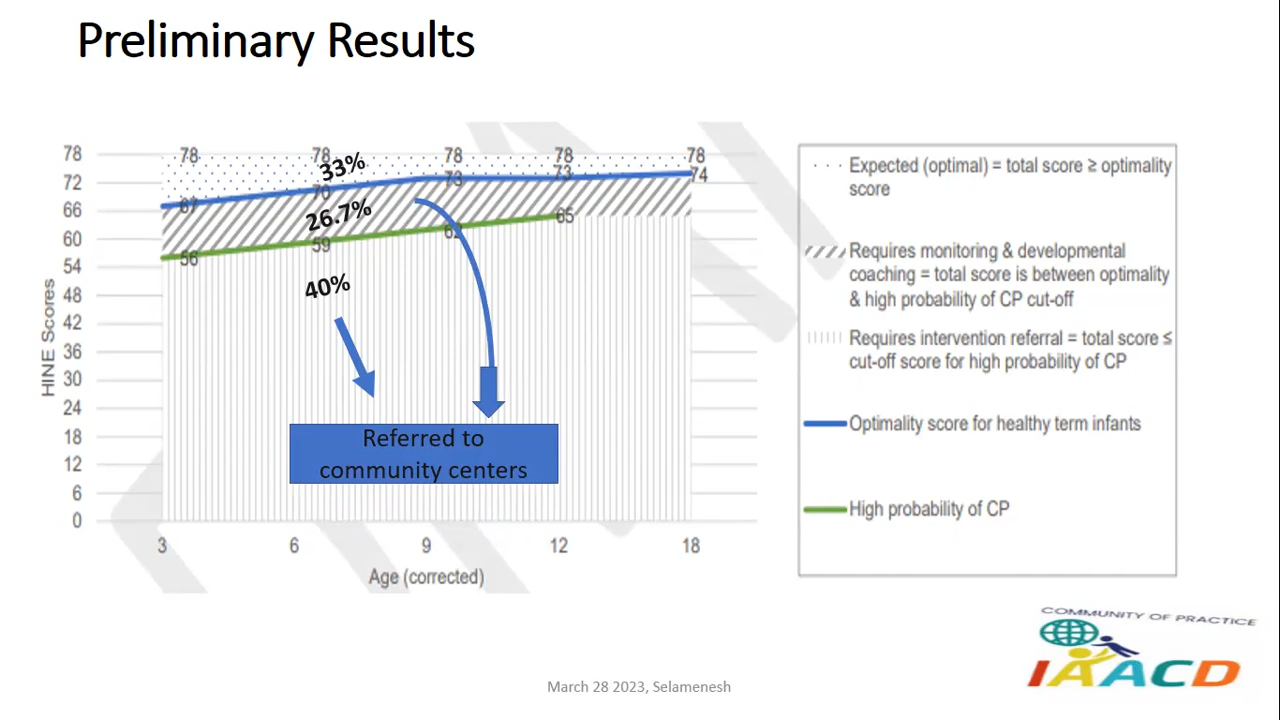 Preliminary Results
HINE Scores
78
72
66
60
54
48
42
36
30
24
18
12
6
0
78 78 78 78 78
33%
67 70 73 73 74
26.7%
56 59 62 65
40%
Referred to
community centers
3 6 9 12 18
Age (corrected)
Expected (optimal) = total score ≥ optimality
score
Requires monitoring & developmental
coaching = total score is between optimality
& high probability of CP cut-off
Requires intervention referral = total score ≤
cut-off score for high probability of CP
Optimality score for healthy term infants
High probability of CP
COMMUNITY OF PRACTICE
IAACD
March 28 2023, Selamenesh